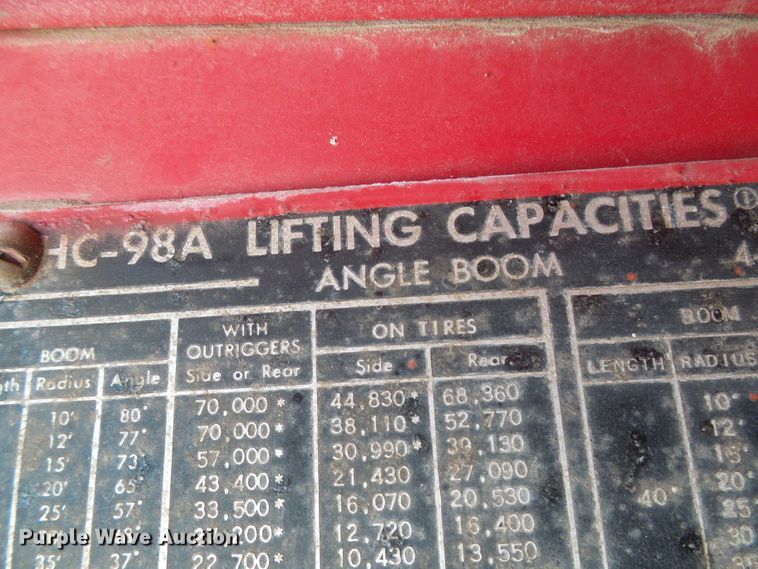 HC-98A LIFTING CAPACITIES
ANGLE BOOM 4
BOOM WITH OUTRIGGERS Side or Rear ON TIRES BOOM
Radius Angle Side Rear LENGTH RADIUS
10' 80° 70,000* 44,830* 68,360 10'
12' 77° 70,000* 38,110* 52,770 12'
15' 73° 57,000* 30,990* 39,130 15'
20' 65° 43,400* 21,430 27,090 40' 20'
25' 57° 33,500* 16,070 20,530 25'
,200* 12,720 16,400 30
35' 37° 22,700* 10,430 13,550
Purple Wave Auction